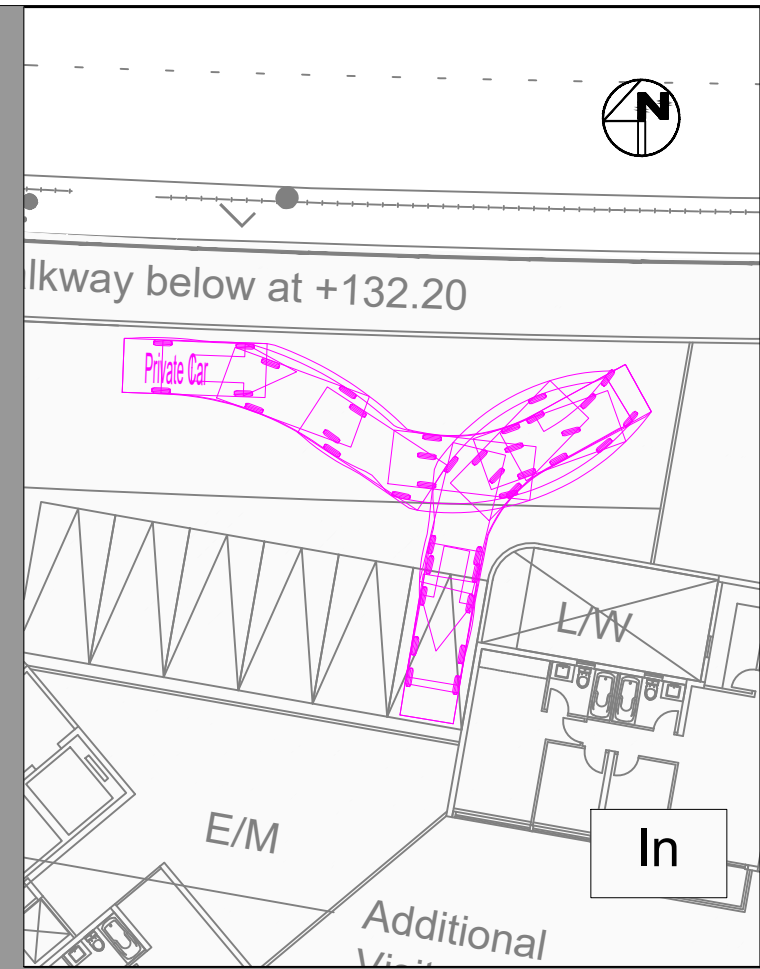 N
lkway below at +132.20
Private Car
L/W
E/M
In
Additional